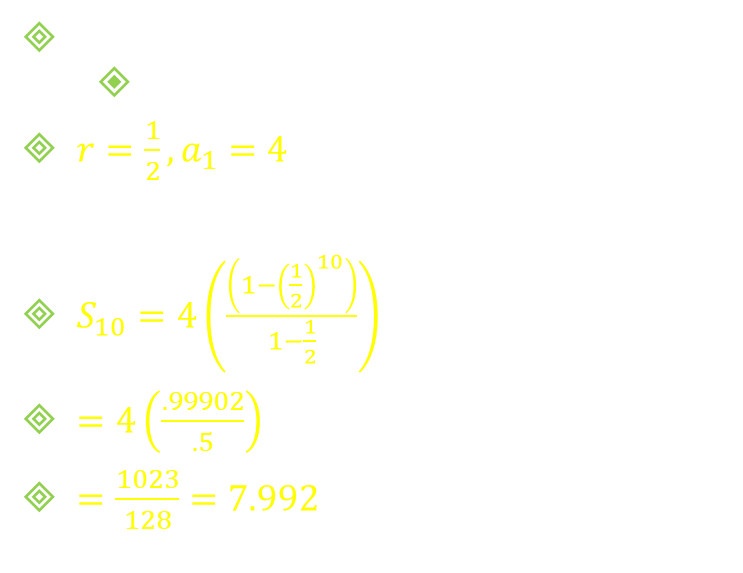 r = 1/2, a₁ = 4
S₁₀ = 4 ( (1−(1/2)¹⁰) / (1−1/2) )
= 4 (.99902/.5)
= 1023/128 = 7.992